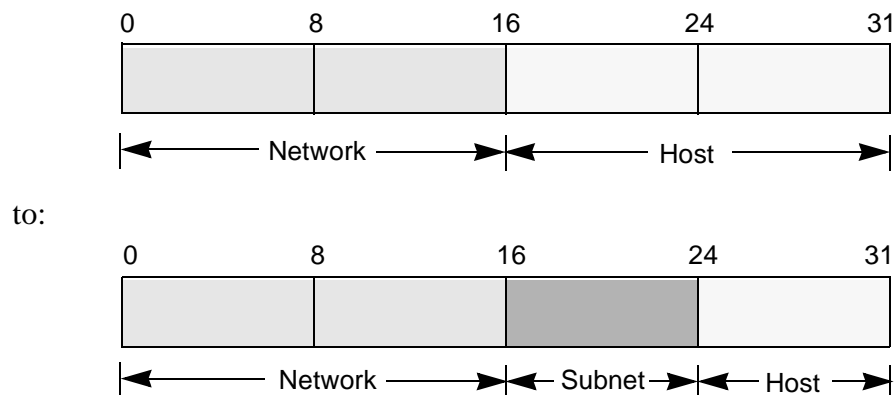 0 8 16 24 31
Network Host
to:
0 8 16 24 31
Network Subnet Host